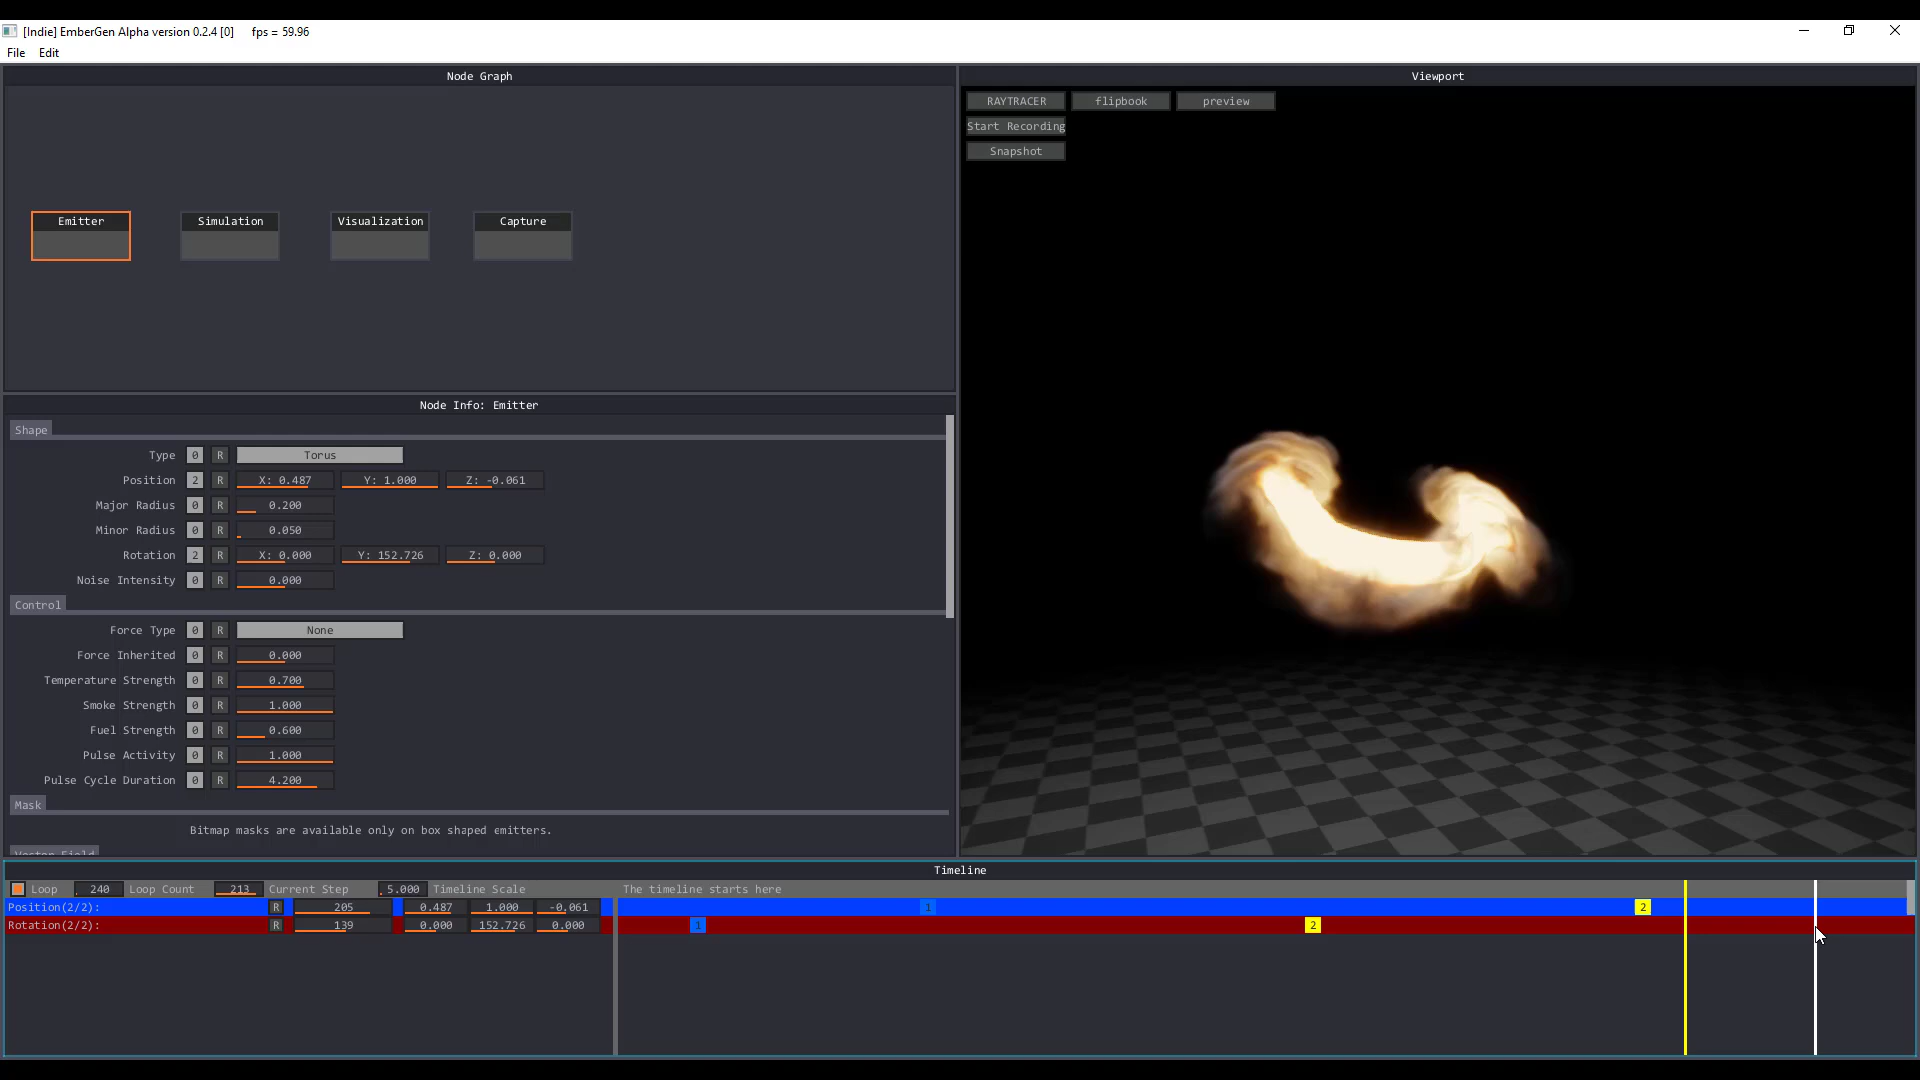 [Indie] EmberGen Alpha version 0.2.4 [0] fps = 59.96
File Edit
Node Graph
Emitter Simulation Visualization Capture
Viewport
RAYTRACER flipbook preview
Start Recording
Snapshot
Node Info: Emitter
Shape
Type 0 R Torus
Position 2 R X: 0.487 Y: 1.000 Z: -0.061
Major Radius 0 R 0.200
Minor Radius 0 R 0.050
Rotation 2 R X: 0.000 Y: 152.726 Z: 0.000
Noise Intensity 0 R 0.000
Control
Force Type 0 R None
Force Inherited 0 R 0.000
Temperature Strength 0 R 0.700
Smoke Strength 0 R 1.000
Fuel Strength 0 R 0.600
Pulse Activity 0 R 1.000
Pulse Cycle Duration 0 R 4.200
Mask
Bitmap masks are available only on box shaped emitters.
Vector Field
Timeline
Loop 240 Loop Count 213 Current Step 5.000 Timeline Scale The timeline starts here
Position(2/2): R 205 0.487 1.000 -0.061 1 2
Rotation(2/2): R 139 0.000 152.726 0.000 1 2